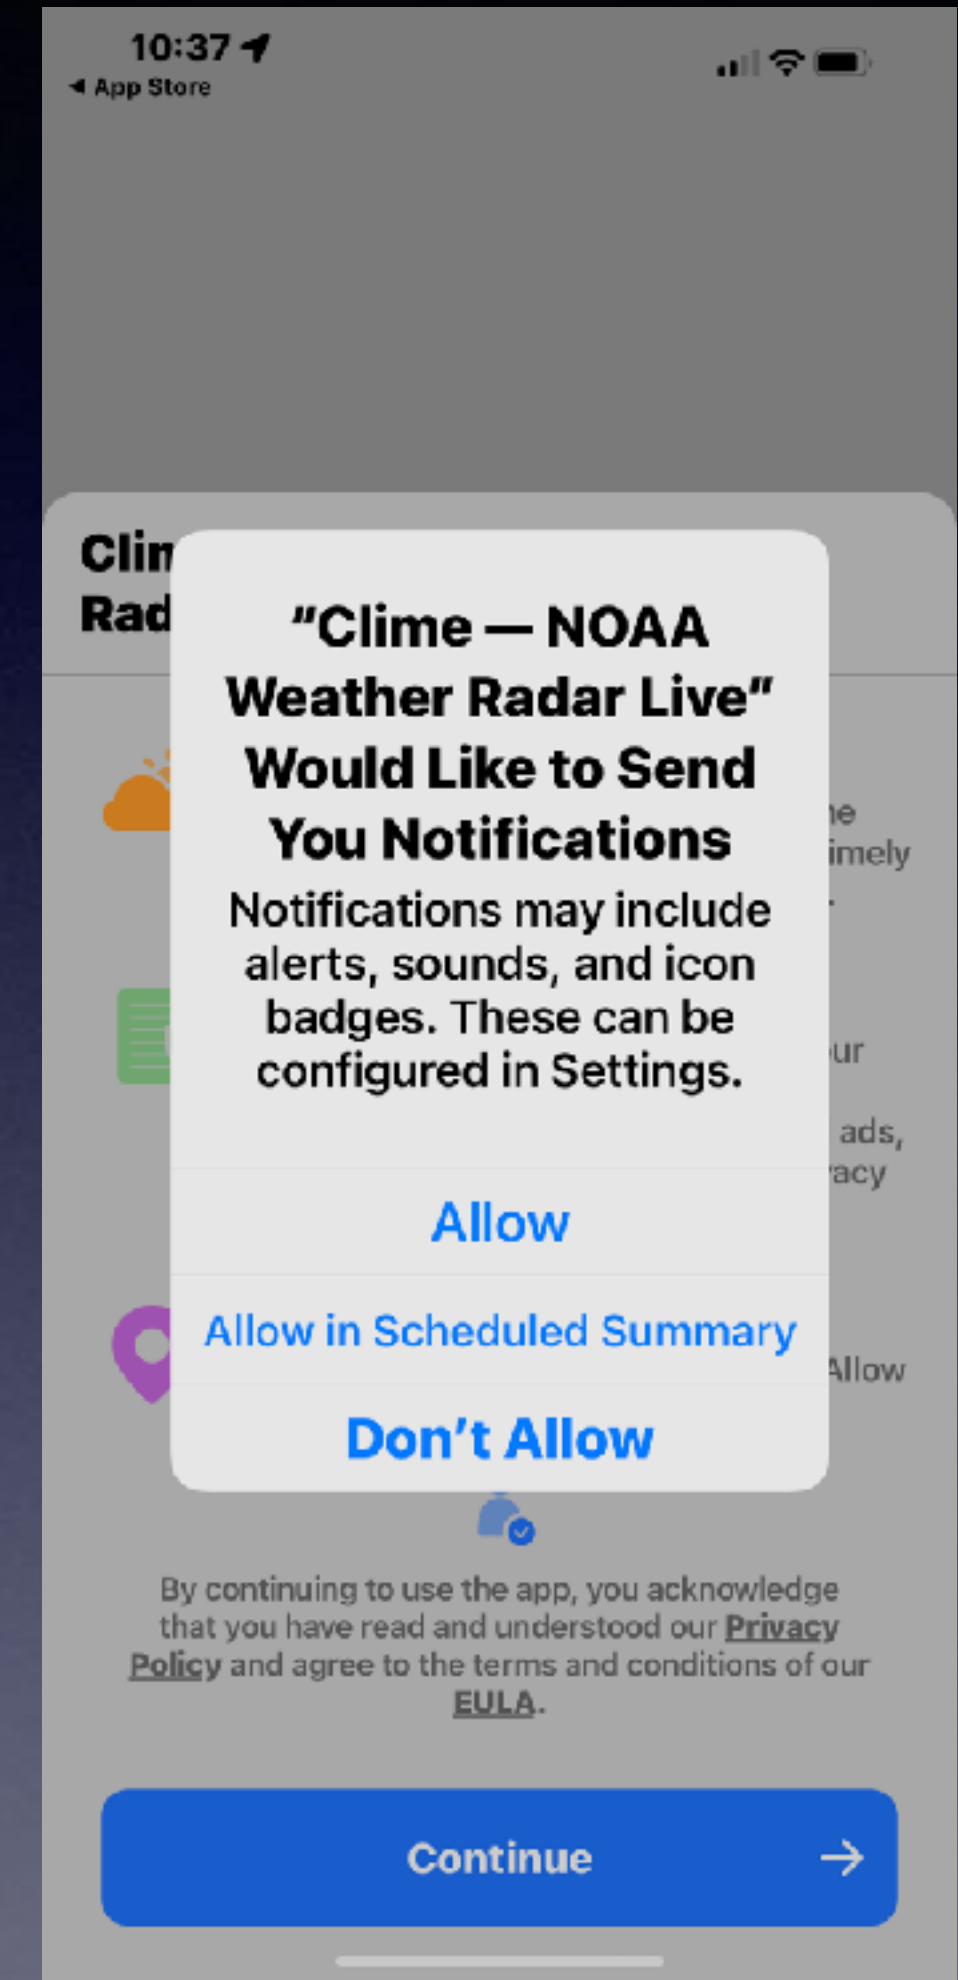 10:37
App Store
Clim
Rad
"Clime — NOAA
Weather Radar Live"
Would Like to Send
You Notifications
Notifications may include
alerts, sounds, and icon
badges. These can be
configured in Settings.
imely
ur
ads,
acy
Allow
Allow in Scheduled Summary
Allow
Don't Allow
By continuing to use the app, you acknowledge
that you have read and understood our Privacy
Policy and agree to the terms and conditions of our
EULA.
Continue